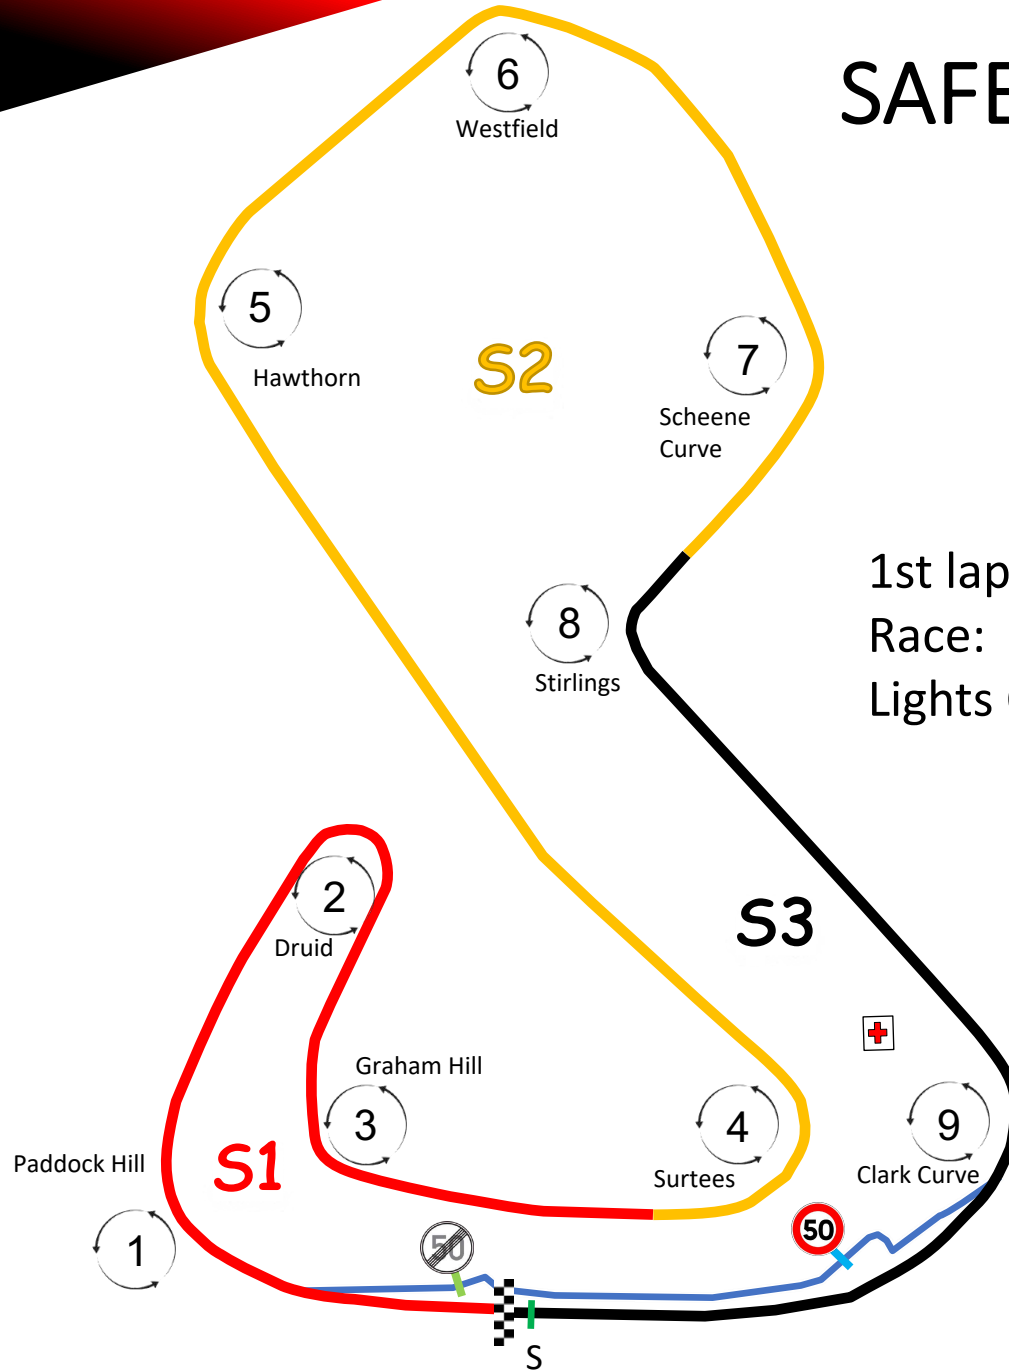 SAFE
6
Westfield
5
Hawthorn
S2
7
Scheene
Curve
1st lap
Race:
8
Stirlings
Lights
2
Druid
S3
Graham Hill
3
4
Surtees
9
Clark Curve
Paddock Hill
S1
1
50
50
S